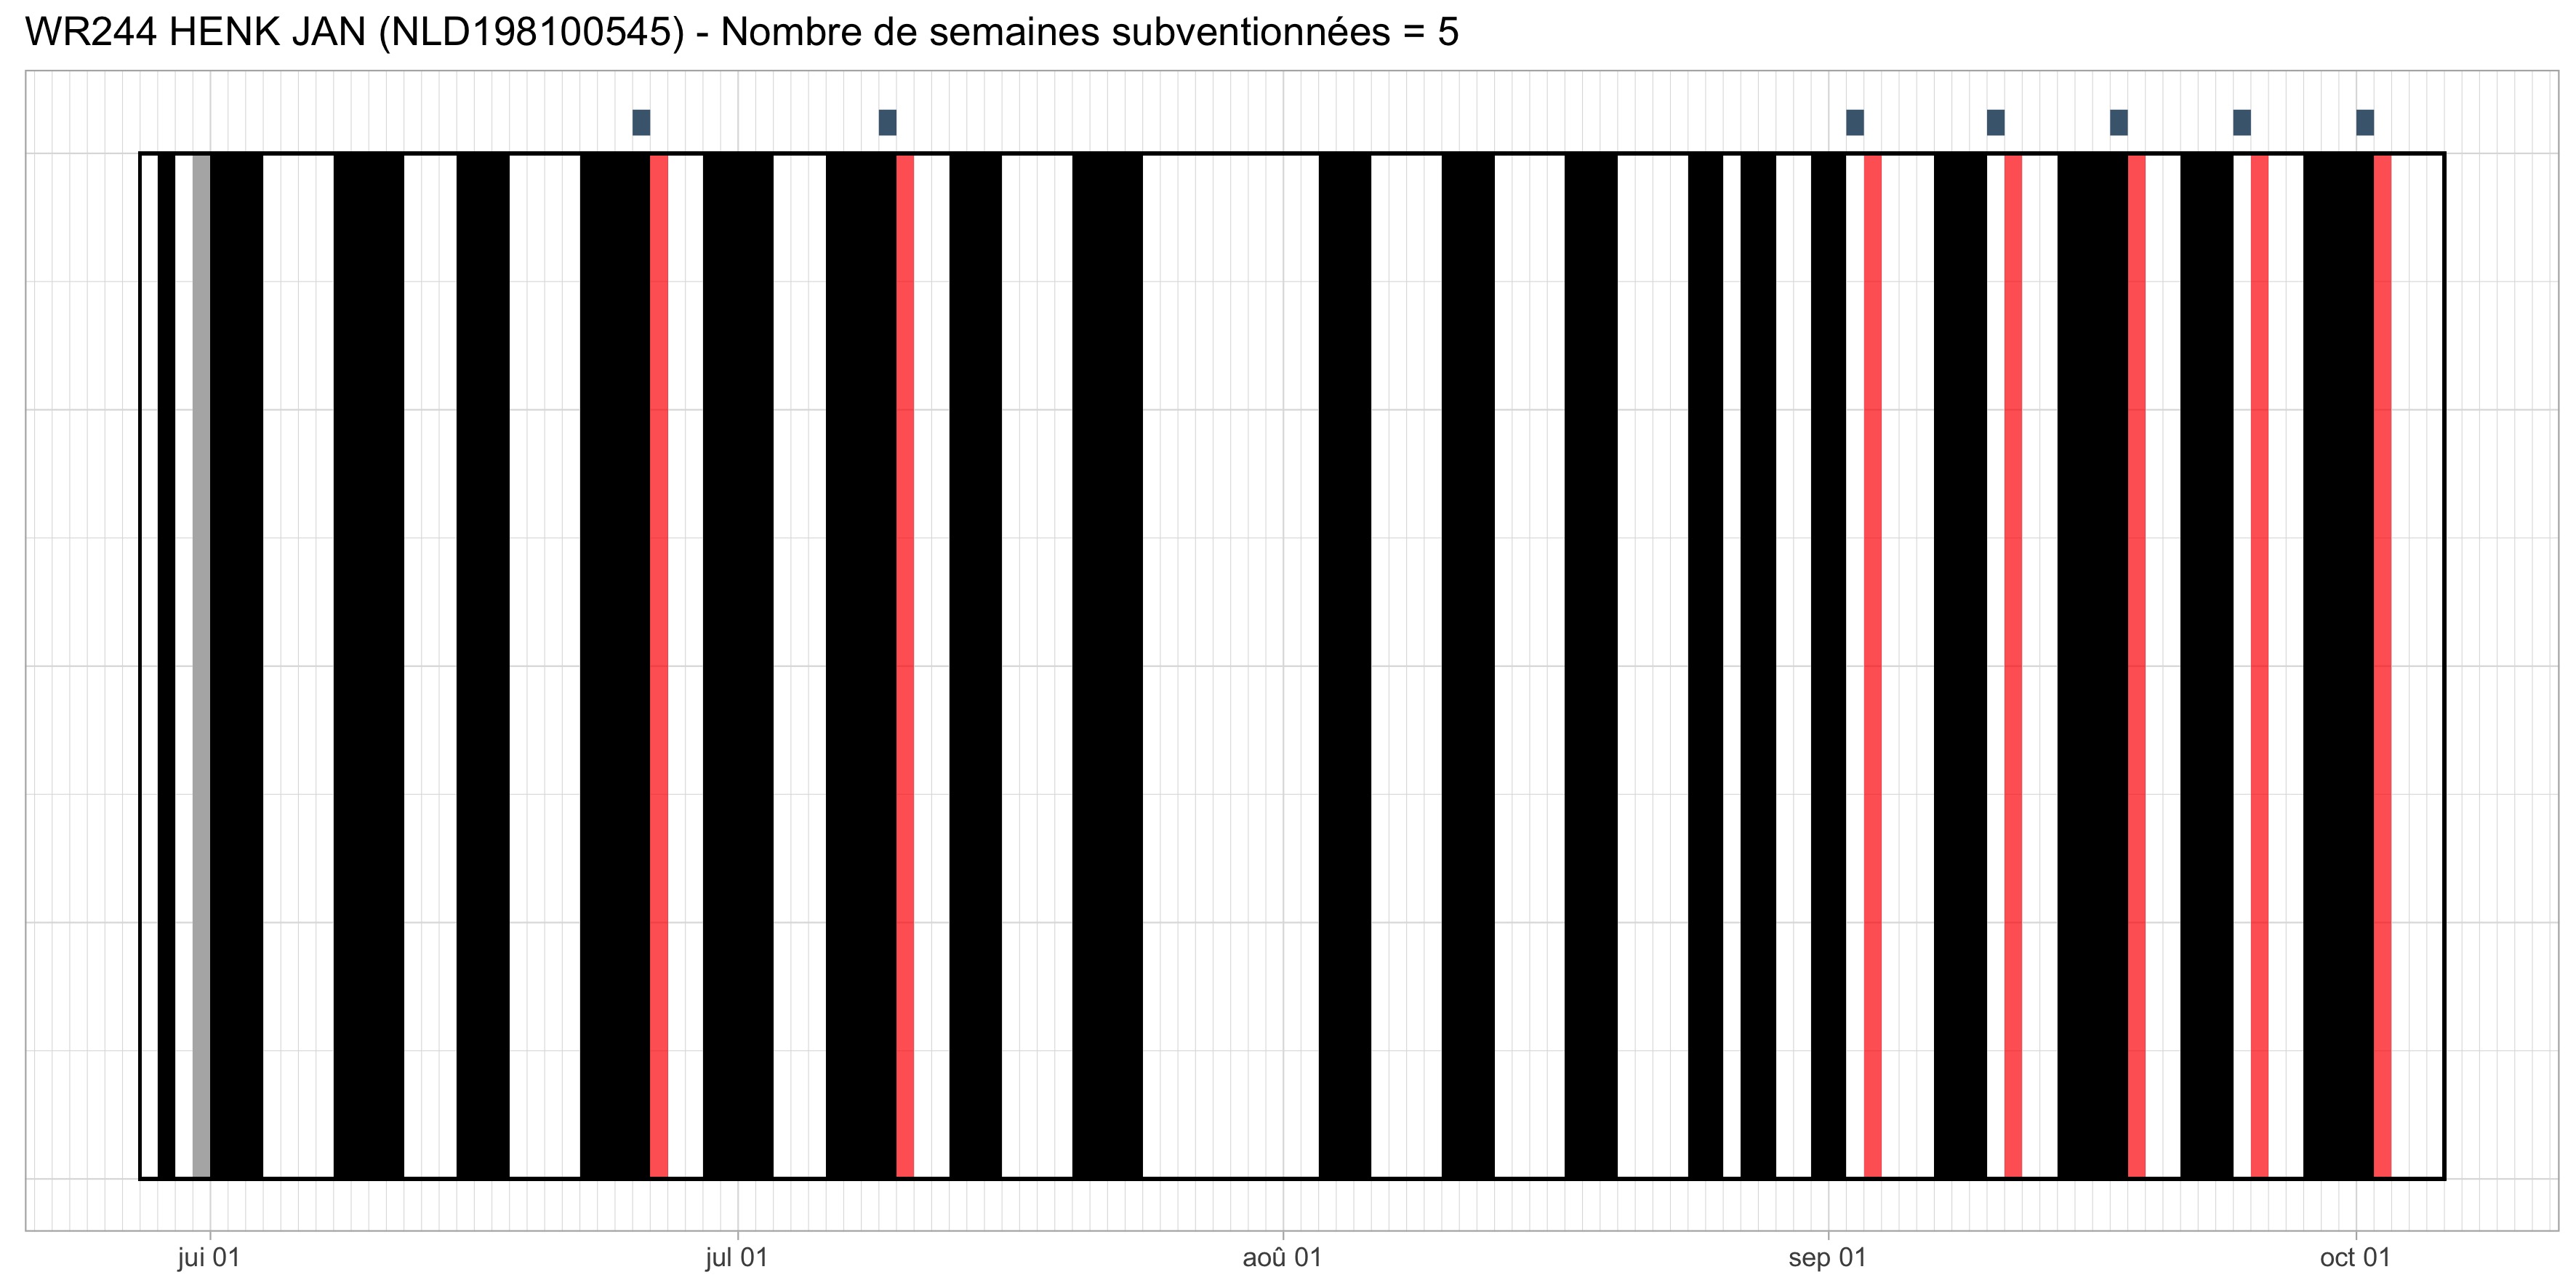 WR244 HENK JAN (NLD198100545) - Nombre de semaines subventionnées = 5
jui 01 jul 01 aoû 01 sep 01 oct 01